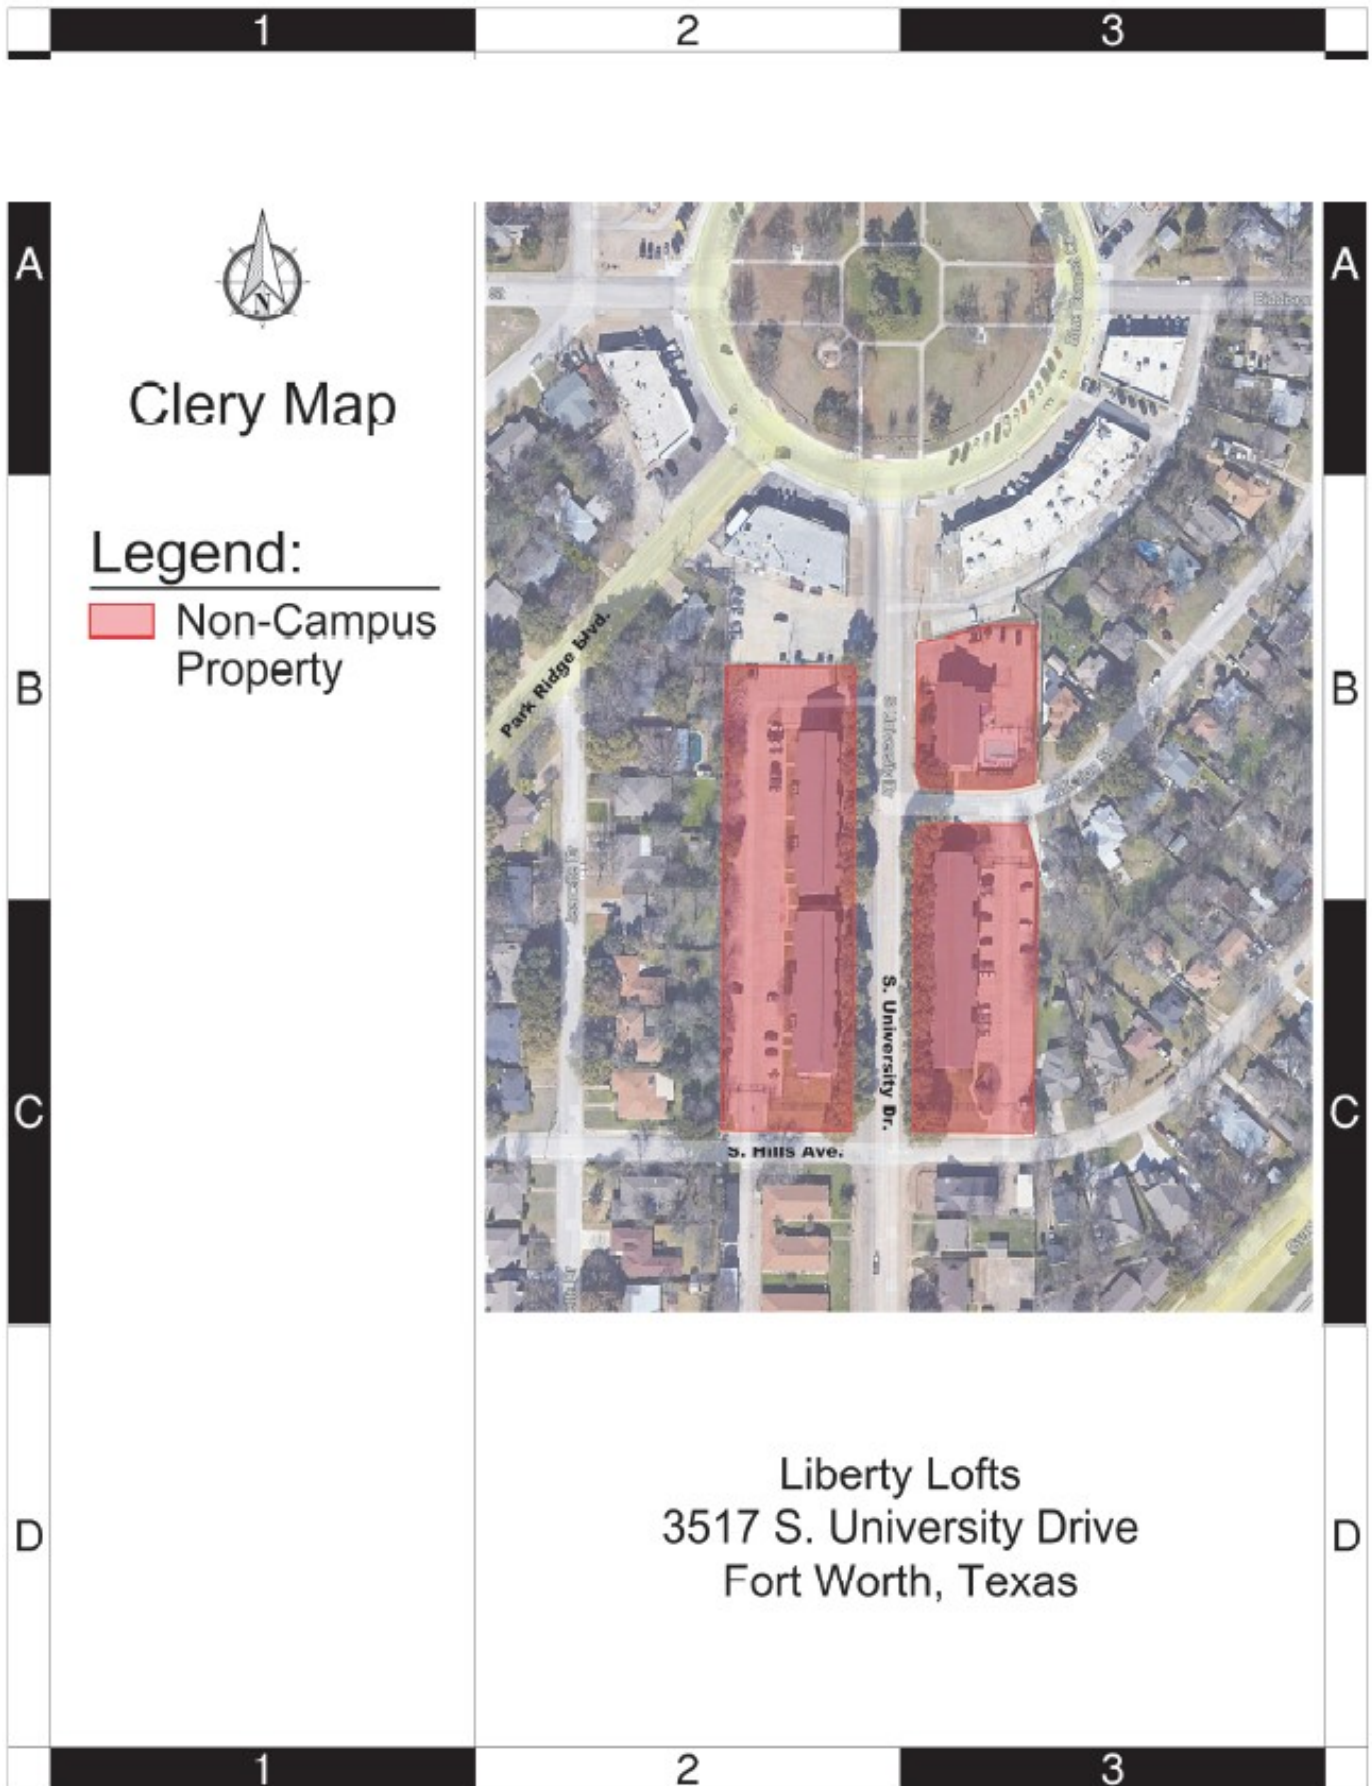 1
2
3
A
A
N
Clery Map
Legend:
Non-Campus
Property
B
B
Park Ridge Blvd.
S. University Dr.
S. Hills Ave.
C
C
Liberty Lofts
3517 S. University Drive
Fort Worth, Texas
D
D
1
2
3